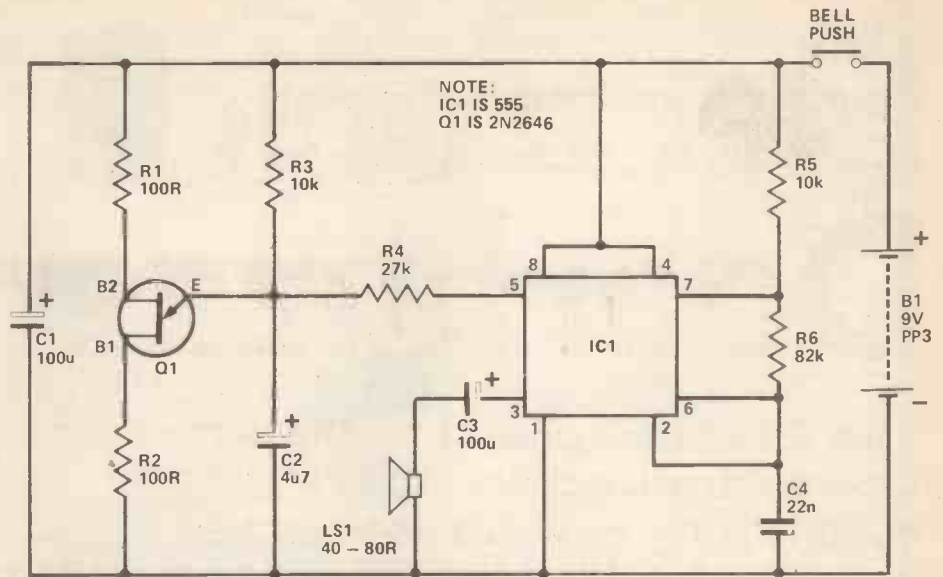 BELL
PUSH
NOTE:
IC1 IS 555
Q1 IS 2N2646
R1
100R
R3
10k
R5
10k
R4
27k
8
4
5
7
B2
E
+
C1
100u
B1
Q1
IC1
R6
82k
+
B1
9V
PP3
−
+
C3
100u
3
1
2
6
R2
100R
+
C2
4u7
LS1
40 – 80R
C4
22n